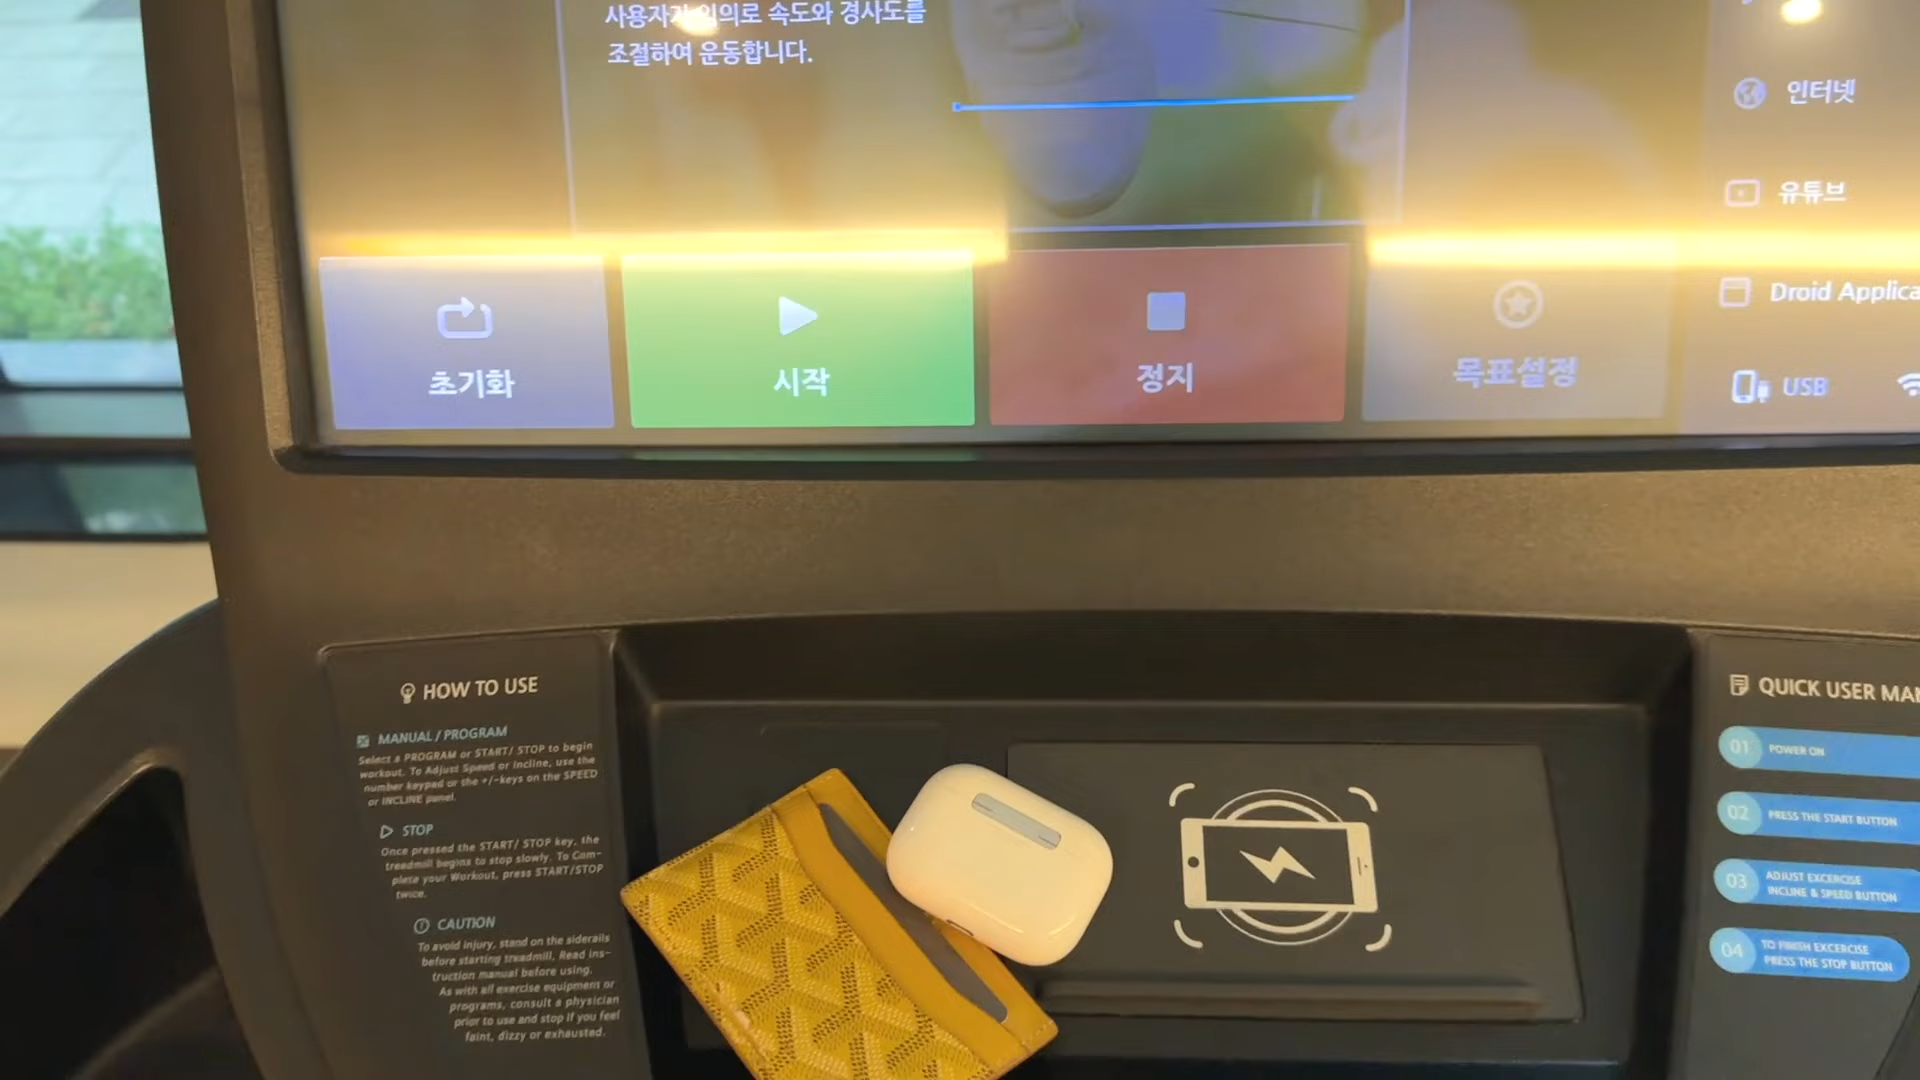 사용자가 임의로 속도와 경사도를
조절하여 운동합니다.
인터넷
유튜브
Droid Applica
초기화
시작
정지
목표설정
USB
HOW TO USE
MANUAL / PROGRAM
Select a PROGRAM or START/ STOP to begin
workout. To Adjust Speed or Incline, use the
number keypad or the +/-keys on the SPEED
or INCLINE panel.
STOP
Once pressed the START/ STOP key, the
treadmill begins to stop slowly. To Com-
plete your Workout, press START/STOP
twice.
CAUTION
To avoid injury, stand on the siderails
before starting treadmill, Read ins-
truction manual before using.
As with all exercise equipmens or
programs, consult a physician
prior to use and stop if you feel
faint, dizzy or exhausted.
QUICK USER MAN
01 POWER ON
02 PRESS THE START BUTTON
03 ADJUST EXCERCISE
INCLINE & SPEED BUTTON
04 TO FINISH EXCERCISE
PRESS THE STOP BUTTON